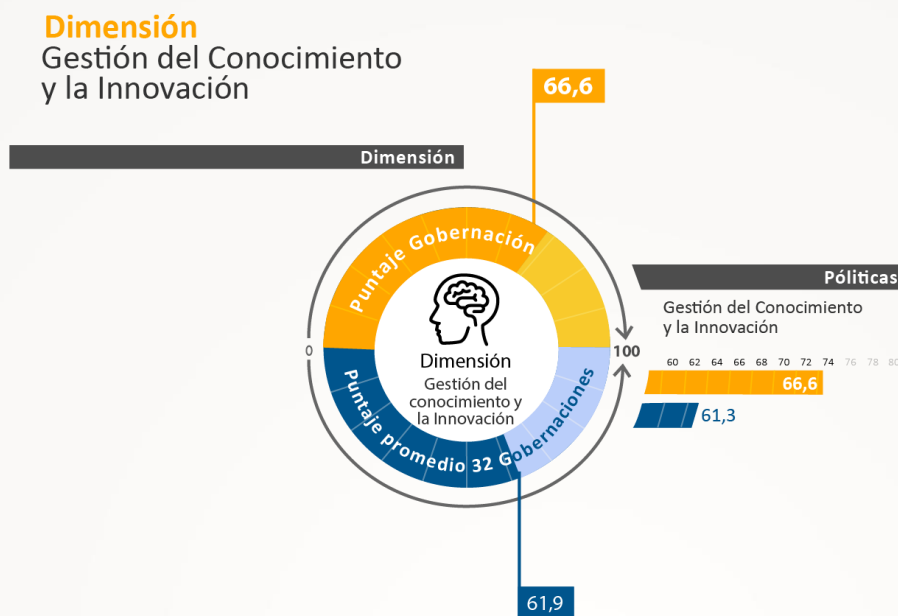 Dimensión
Gestión del Conocimiento
y la Innovación
66,6
Dimensión
Puntaje Gobernación
0
100
Dimensión
Gestión del
conocimiento y
la Innovación
Puntaje promedio 32 Gobernaciones
61,9
Póliticas
Gestión del Conocimiento
y la Innovación
60 62 64 66 68 70 72 74 76 78 80
66,6
61,3